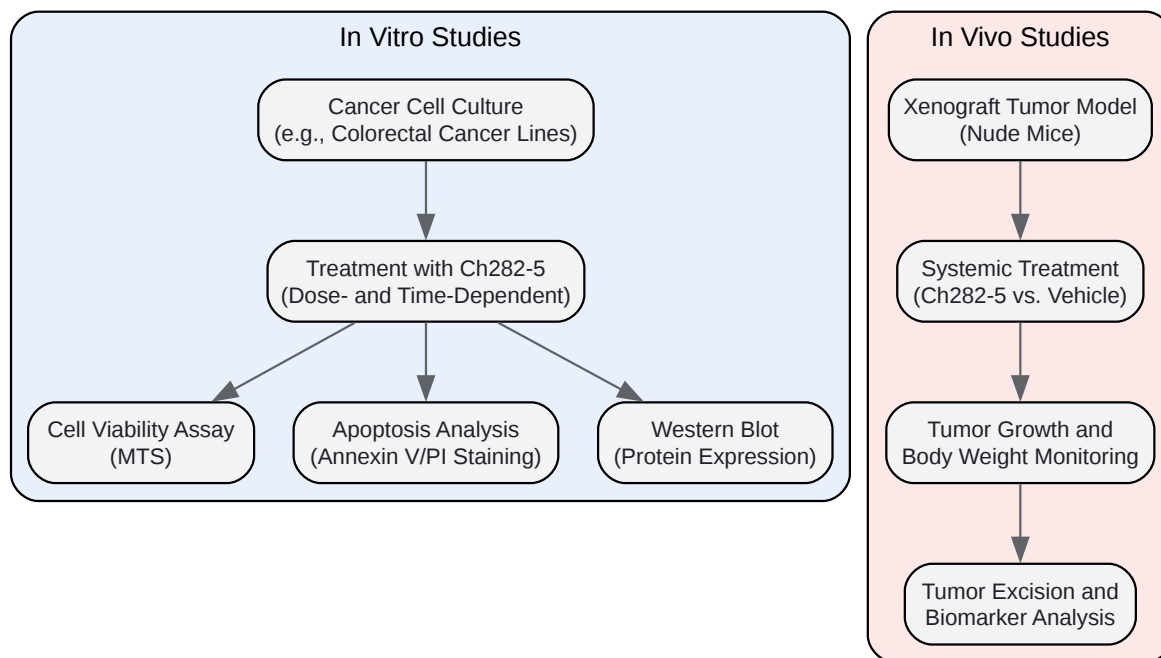 In Vitro Studies
Cancer Cell Culture
(e.g., Colorectal Cancer Lines)
Treatment with Ch282-5
(Dose- and Time-Dependent)
Cell Viability Assay
(MTS)
Apoptosis Analysis
(Annexin V/PI Staining)
Western Blot
(Protein Expression)
In Vivo Studies
Xenograft Tumor Model
(Nude Mice)
Systemic Treatment
(Ch282-5 vs. Vehicle)
Tumor Growth and
Body Weight Monitoring
Tumor Excision and
Biomarker Analysis